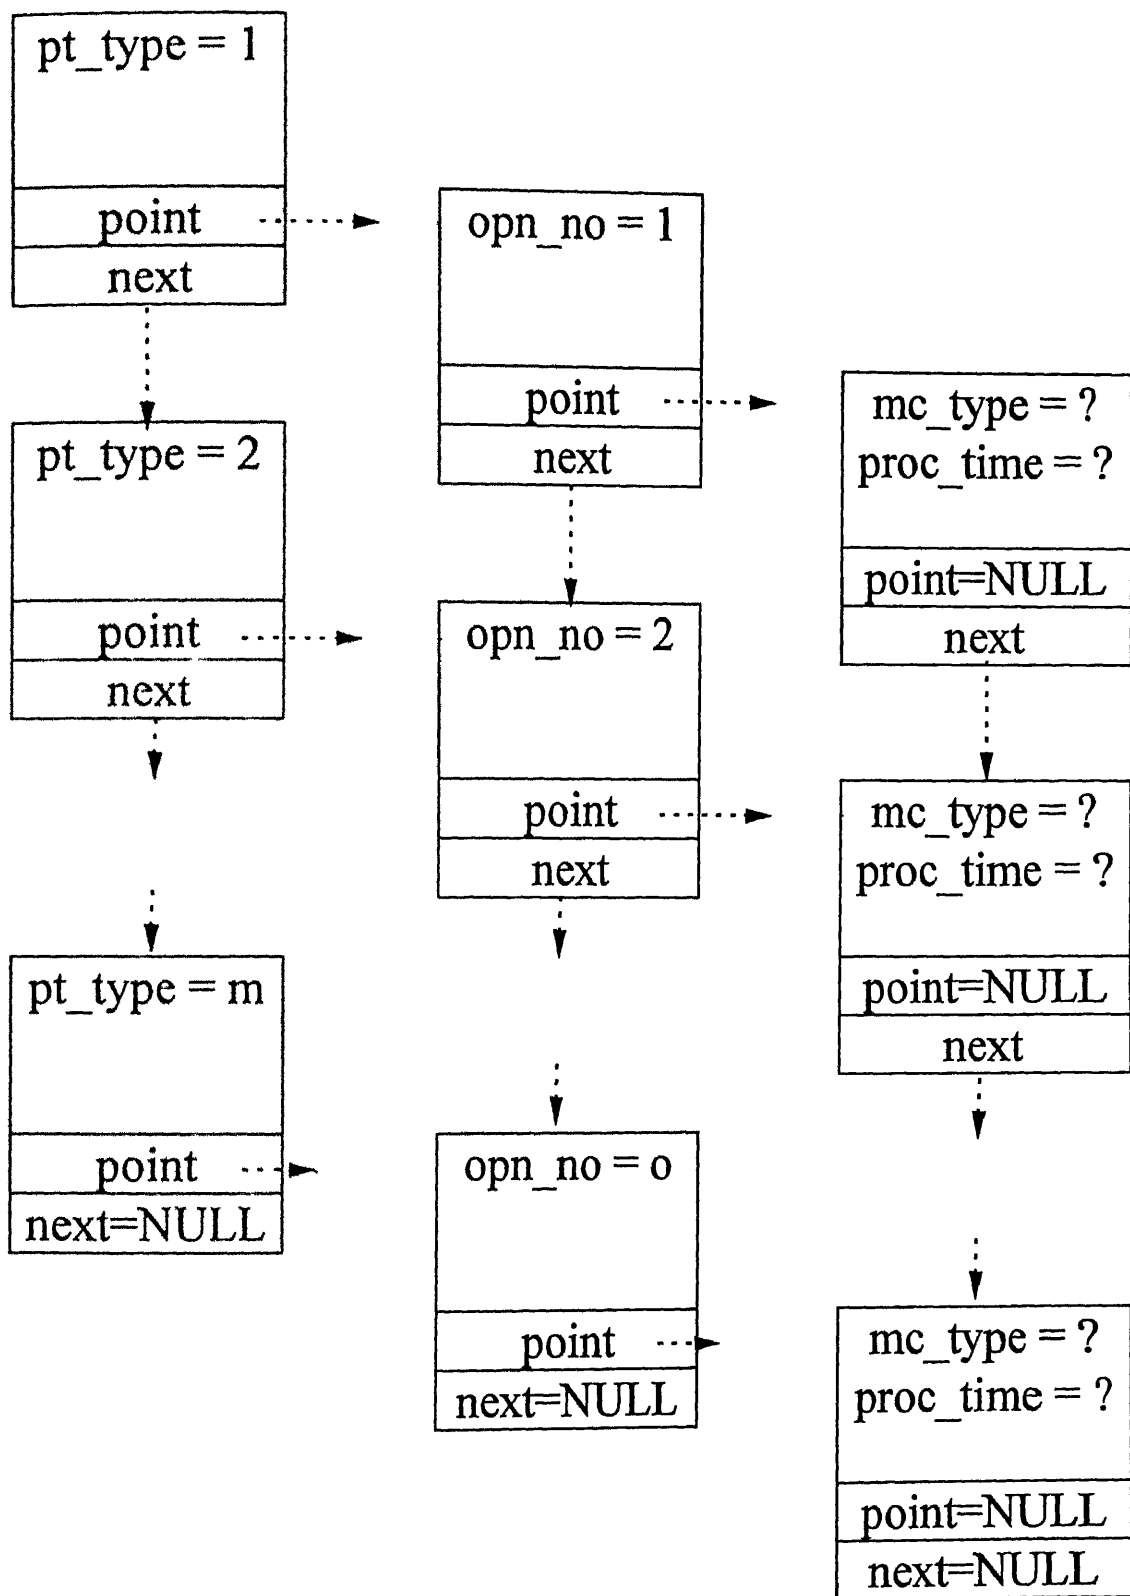 pt_type = 1
point
next
pt_type = 2
point
next
pt_type = m
point
next=NULL
opn_no = 1
point
next
opn_no = 2
point
next
opn_no = o
point
next=NULL
mc_type = ?
proc_time = ?
point=NULL
next
mc_type = ?
proc_time = ?
point=NULL
next
mc_type = ?
proc_time = ?
point=NULL
next=NULL